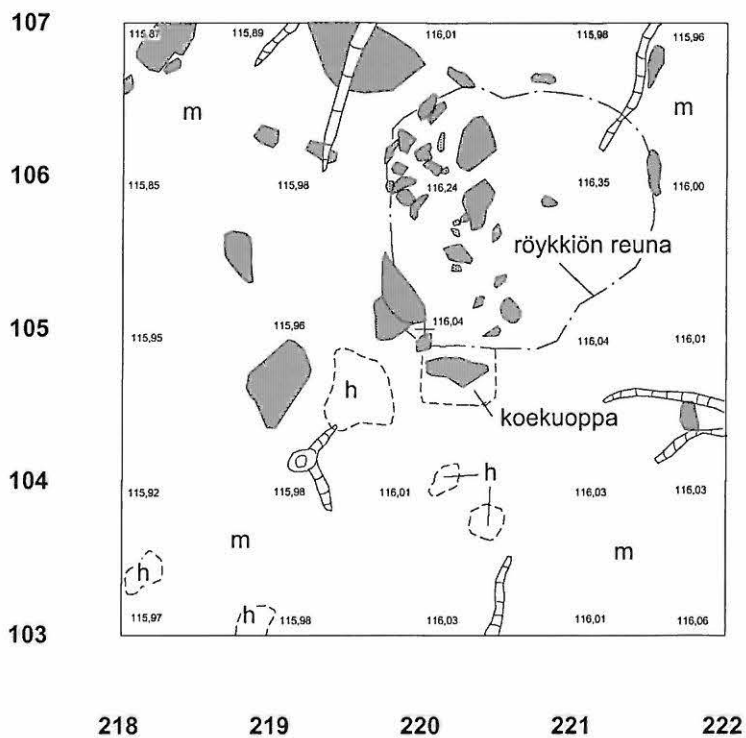 107
115,87 115,89 116,01 115,98 115,96
m m
106
115,85 115,98 116,24 116,35 116,00
röykkiön reuna
105
115,95 115,96 116,04 116,04 116,01
h
koekuoppa
104
115,92 115,98 116,01 h 116,03 116,03
m m
h
h
103
115,97 115,98 116,03 116,01 116,06
218 219 220 221 222